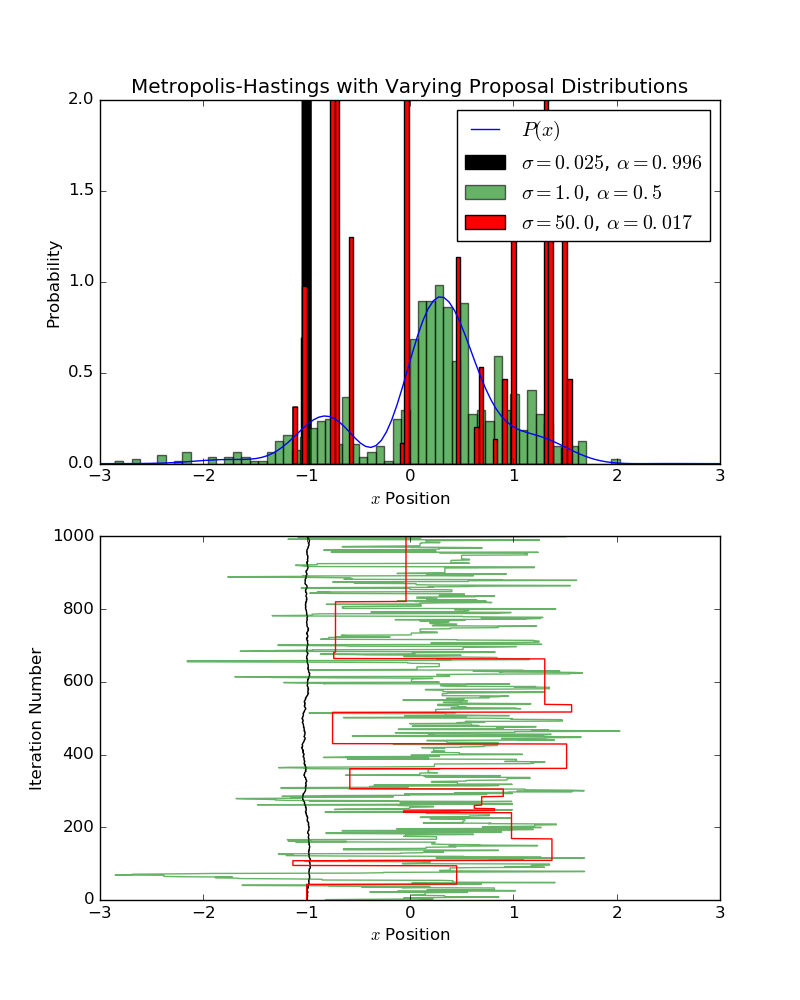 Metropolis-Hastings with Varying Proposal Distributions
2.0
1.5
1.0
0.5
0.0
Probability
P(x)
σ = 0.025, α = 0.996
σ = 1.0, α = 0.5
σ = 50.0, α = 0.017
−3 −2 −1 0 1 2 3
x Position
1000
800
600
400
200
0
Iteration Number
−3 −2 −1 0 1 2 3
x Position